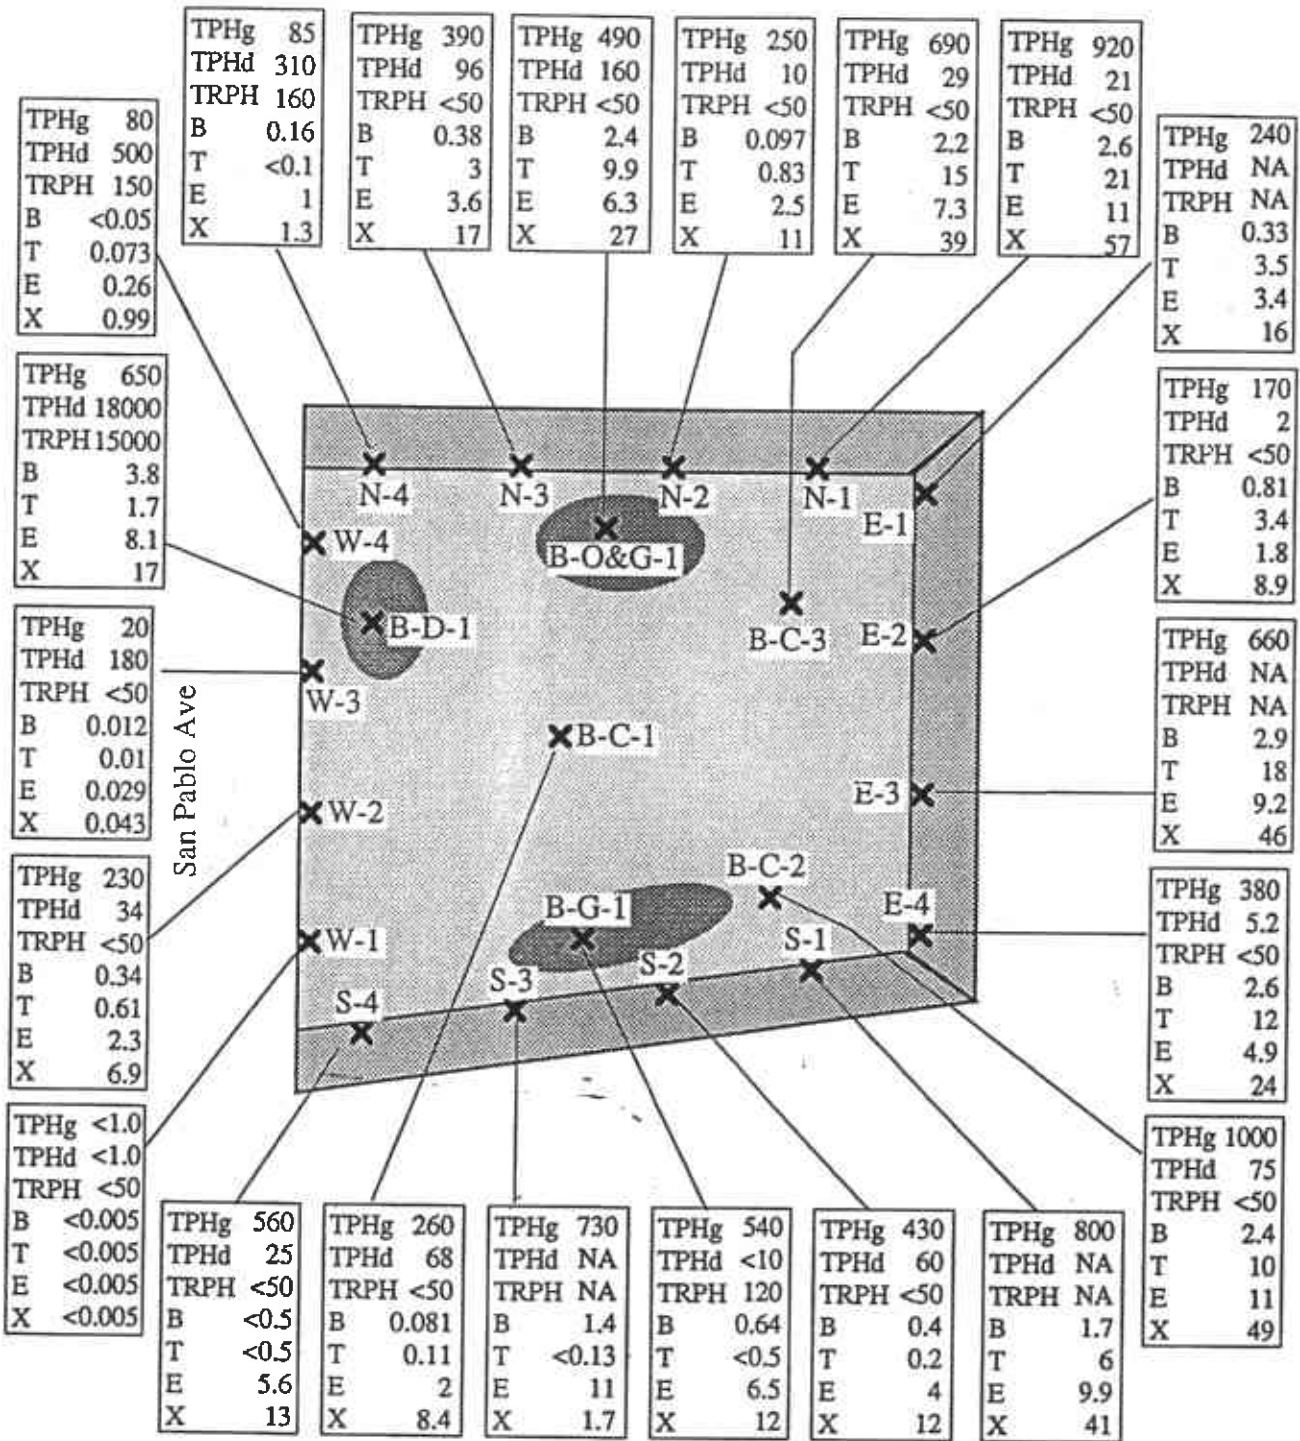 TPHg 85
TPHd 310
TRPH 160
B 0.16
T <0.1
E 1
X 1.3
TPHg 390
TPHd 96
TRPH <50
B 0.38
T 3
E 3.6
X 17
TPHg 490
TPHd 160
TRPH <50
B 2.4
T 9.9
E 6.3
X 27
TPHg 250
TPHd 10
TRPH <50
B 0.097
T 0.83
E 2.5
X 11
TPHg 690
TPHd 29
TRPH <50
B 2.2
T 15
E 7.3
X 39
TPHg 920
TPHd 21
TRPH <50
B 2.6
T 21
E 11
X 57
TPHg 80
TPHd 500
TRPH 150
B <0.05
T 0.073
E 0.26
X 0.99
TPHg 240
TPHd NA
TRPH NA
B 0.33
T 3.5
E 3.4
X 16
TPHg 650
TPHd 18000
TRPH 15000
B 3.8
T 1.7
E 8.1
X 17
TPHg 170
TPHd 2
TRPH <50
B 0.81
T 3.4
E 1.8
X 8.9
N-4
N-3
N-2
N-1
E-1
W-4
B-O&G-1
B-D-1
B-C-3
E-2
W-3
San Pablo Ave
B-C-1
E-3
W-2
B-C-2
B-G-1
E-4
W-1
S-1
S-2
S-3
S-4
TPHg 20
TPHd 180
TRPH <50
B 0.012
T 0.01
E 0.029
X 0.043
TPHg 660
TPHd NA
TRPH NA
B 2.9
T 18
E 9.2
X 46
TPHg 230
TPHd 34
TRPH <50
B 0.34
T 0.61
E 2.3
X 6.9
TPHg 380
TPHd 5.2
TRPH <50
B 2.6
T 12
E 4.9
X 24
TPHg <1.0
TPHd <1.0
TRPH <50
B <0.005
T <0.005
E <0.005
X <0.005
TPHg 1000
TPHd 75
TRPH <50
B 2.4
T 10
E 11
X 49
TPHg 560
TPHd 25
TRPH <50
B <0.5
T <0.5
E 5.6
X 13
TPHg 260
TPHd 68
TRPH <50
B 0.081
T 0.11
E 2
X 8.4
TPHg 730
TPHd NA
TRPH NA
B 1.4
T <0.13
E 11
X 1.7
TPHg 540
TPHd <10
TRPH 120
B 0.64
T <0.5
E 6.5
X 12
TPHg 430
TPHd 60
TRPH <50
B 0.4
T 0.2
E 4
X 12
TPHg 800
TPHd NA
TRPH NA
B 1.7
T 6
E 9.9
X 41